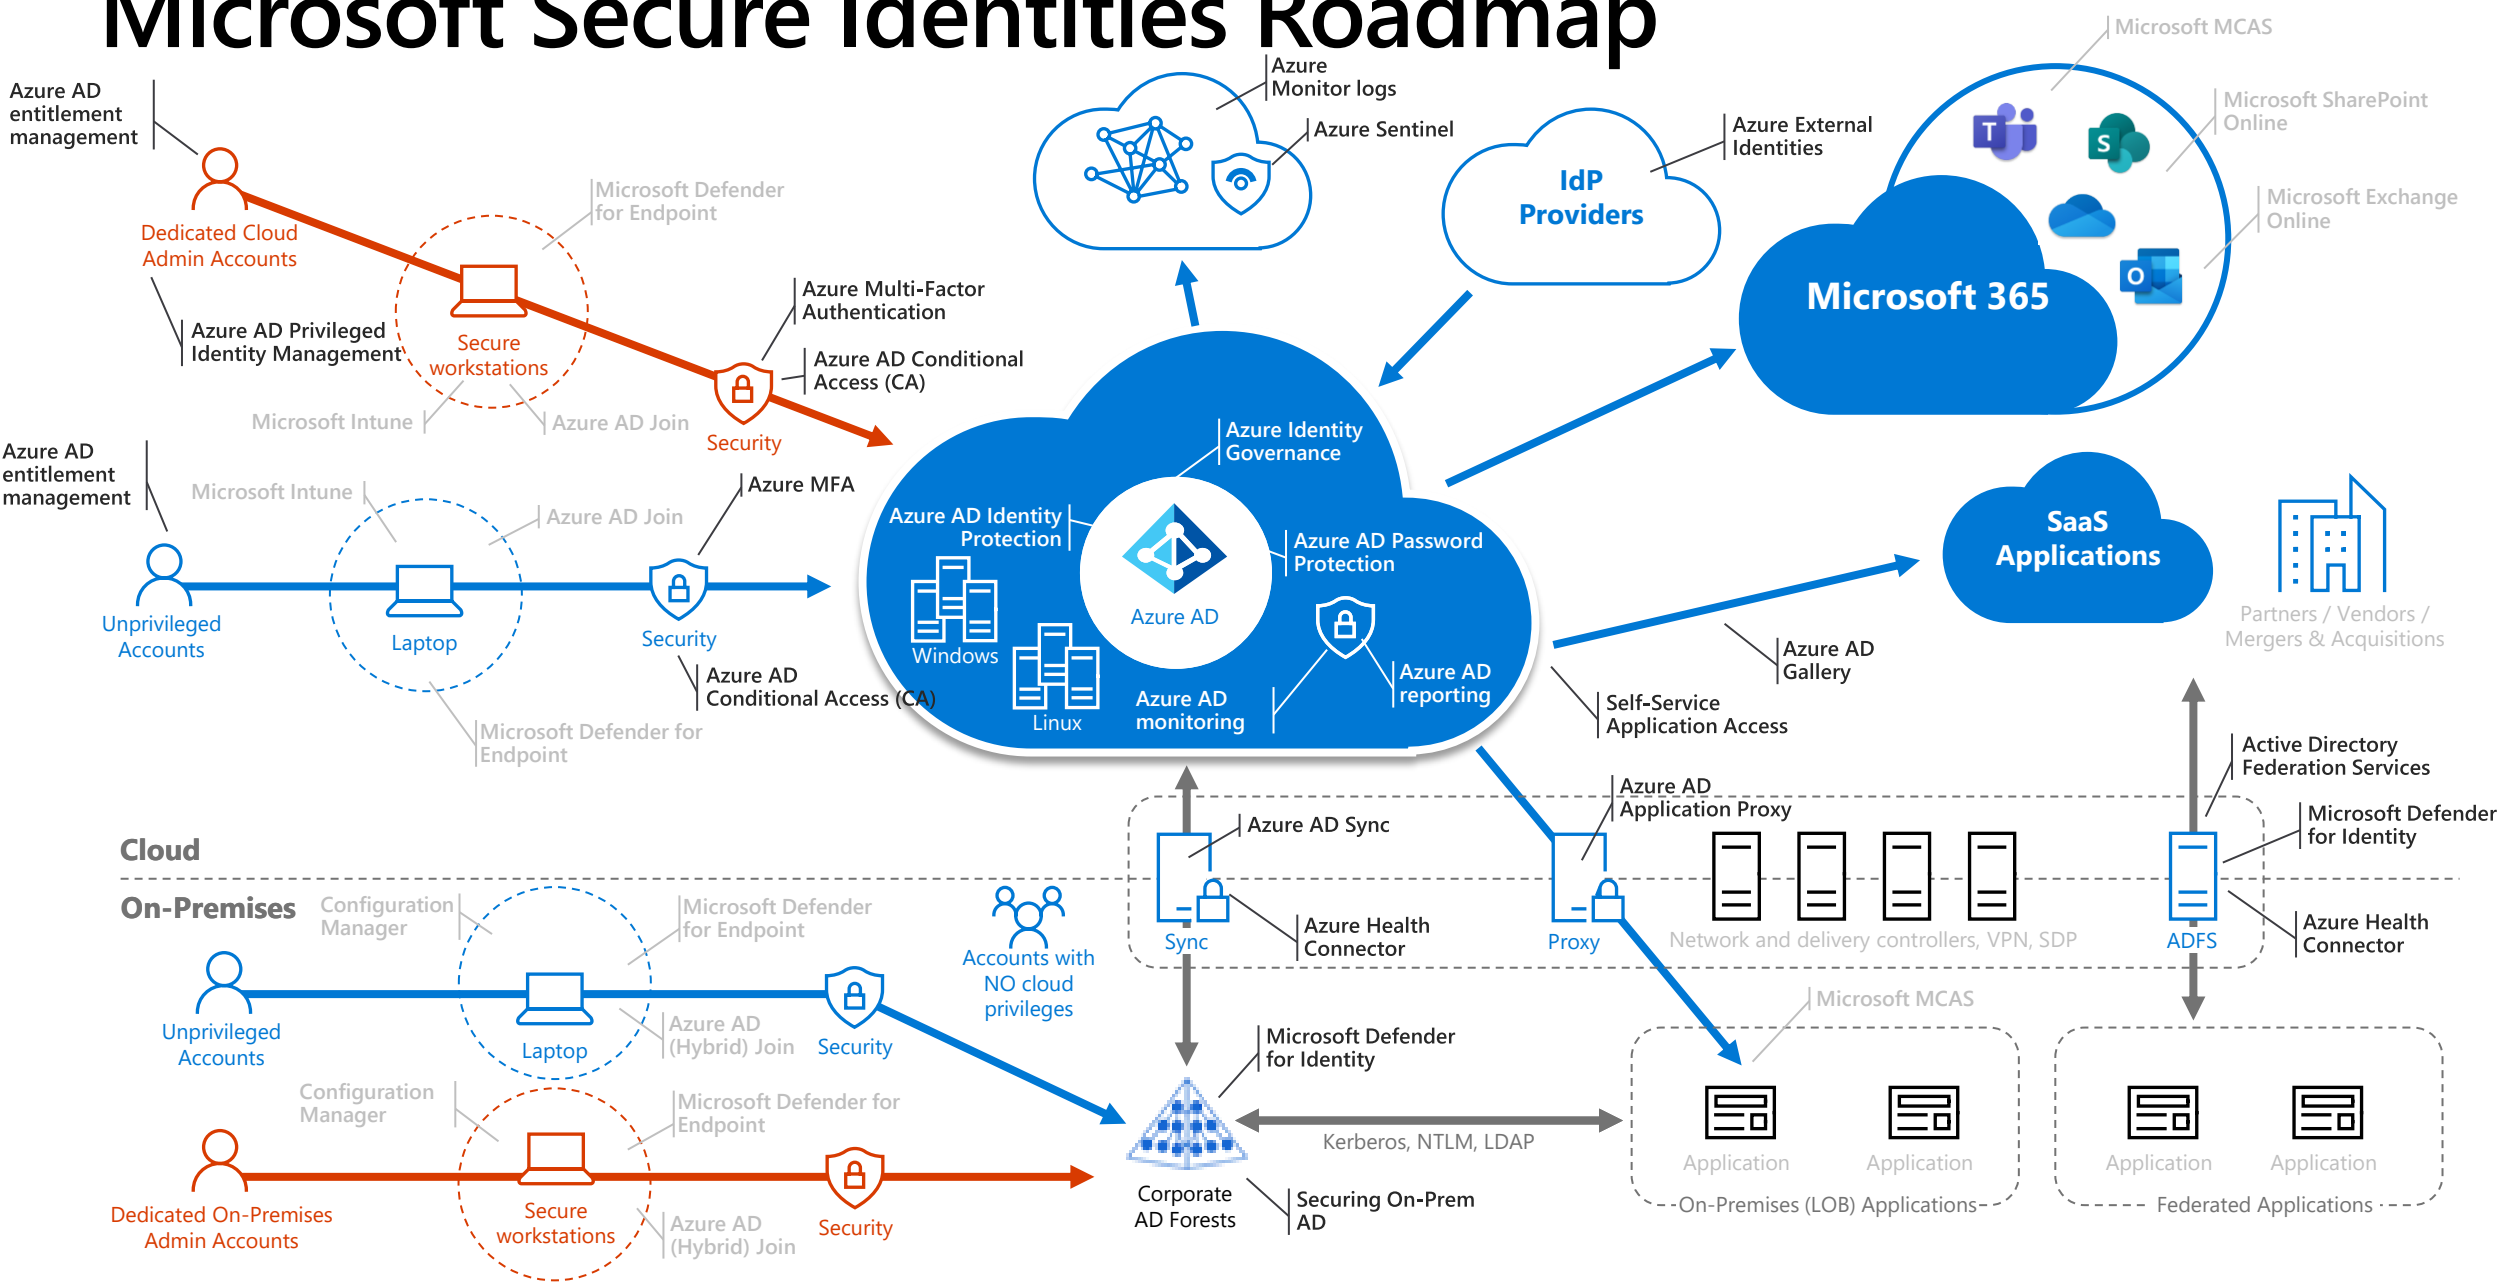 Microsoft Secure Identities Roadmap
Microsoft MCAS
Azure AD
entitlement
management
Azure
Monitor logs
Azure Sentinel
Azure External
Identities
Microsoft SharePoint
Online
Microsoft Exchange
Online
T
S
O
IdP
Providers
Microsoft 365
Dedicated Cloud
Admin Accounts
Microsoft Defender
for Endpoint
Azure AD Privileged
Identity Management
Secure
workstations
Microsoft Intune
Azure AD Join
Azure Multi-Factor
Authentication
Azure AD Conditional
Access (CA)
Security
Azure AD
entitlement
management
Microsoft Intune
Azure AD Join
Azure MFA
Unprivileged
Accounts
Laptop
Security
Azure AD
Conditional Access (CA)
Microsoft Defender for
Endpoint
Azure Identity
Governance
Azure AD Identity
Protection
Azure AD Password
Protection
Azure AD
Windows
Linux
Azure AD
monitoring
Azure AD
reporting
SaaS
Applications
Partners / Vendors /
Mergers & Acquisitions
Azure AD
Gallery
Self-Service
Application Access
Active Directory
Federation Services
Azure AD
Application Proxy
Azure AD Sync
Microsoft Defender
for Identity
Cloud
On-Premises
Azure Health
Connector
Sync
Proxy
Network and delivery controllers, VPN, SDP
ADFS
Azure Health
Connector
Configuration
Manager
Microsoft Defender
for Endpoint
Accounts with
NO cloud
privileges
Unprivileged
Accounts
Laptop
Azure AD
(Hybrid) Join
Security
Microsoft MCAS
Microsoft Defender
for Identity
Configuration
Manager
Microsoft Defender for
Endpoint
Kerberos, NTLM, LDAP
Application
Application
Application
Application
On-Premises (LOB) Applications
Federated Applications
Corporate
AD Forests
Securing On-Prem
AD
Dedicated On-Premises
Admin Accounts
Secure
workstations
Azure AD
(Hybrid) Join
Security